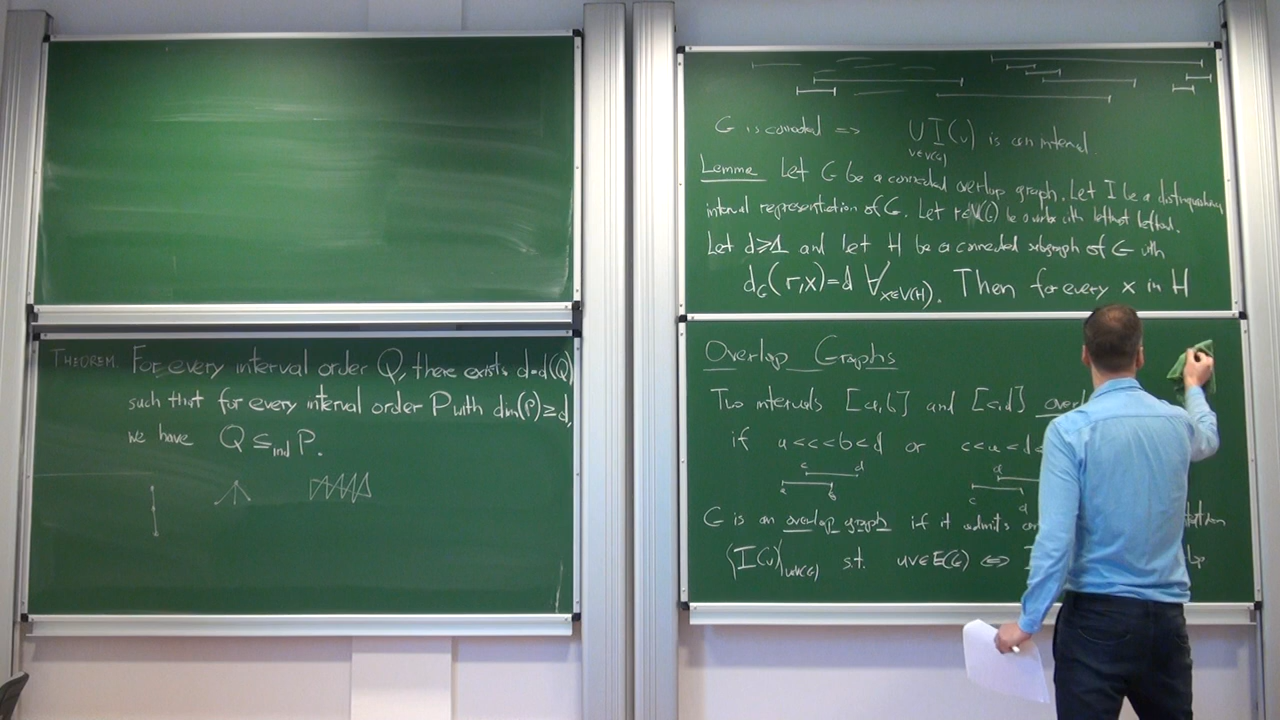 THEOREM. For every interval order Q, there exists d=d(Q)
such that for every interval order P with dim(P) ≥ d,
we have Q ≤ind P.
G is connected => ∪ I(v) is an interval.
v∈V(G)
Lemma Let G be a connected overlap graph. Let I be a distinguishing
interval representation of G. Let r∈V(G) be with leftmost
Let d≥1 and let H be a connected subgraph of G with
dG(r,x)=d ∀x∈V(H). Then for every x in H
Overlap Graphs
Two intervals [a,b] and [c,d]
if a<c<b<d or c<a<d<
c d
a b
a
c d
G is an overlap graph if it admits
(I(v))v∈V(G) s.t. uv∈E(G) ⇔